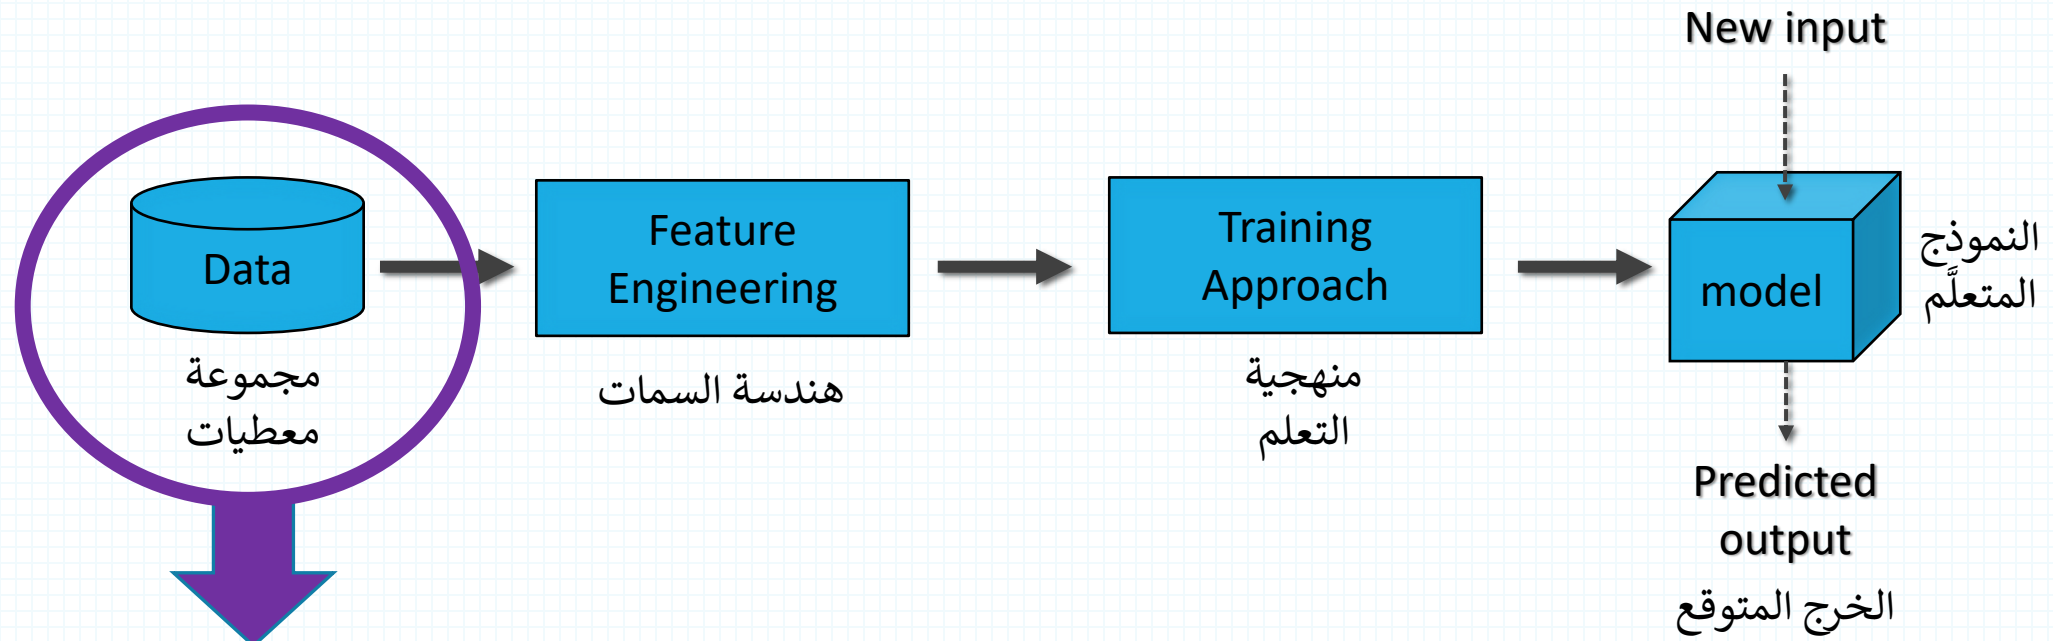 New input
Data
مجموعة
معطيات
Feature
Engineering
هندسة السمات
Training
Approach
منهجية
التعلم
model
النموذج
المتعلَّم
Predicted
output
الخرج المتوقع